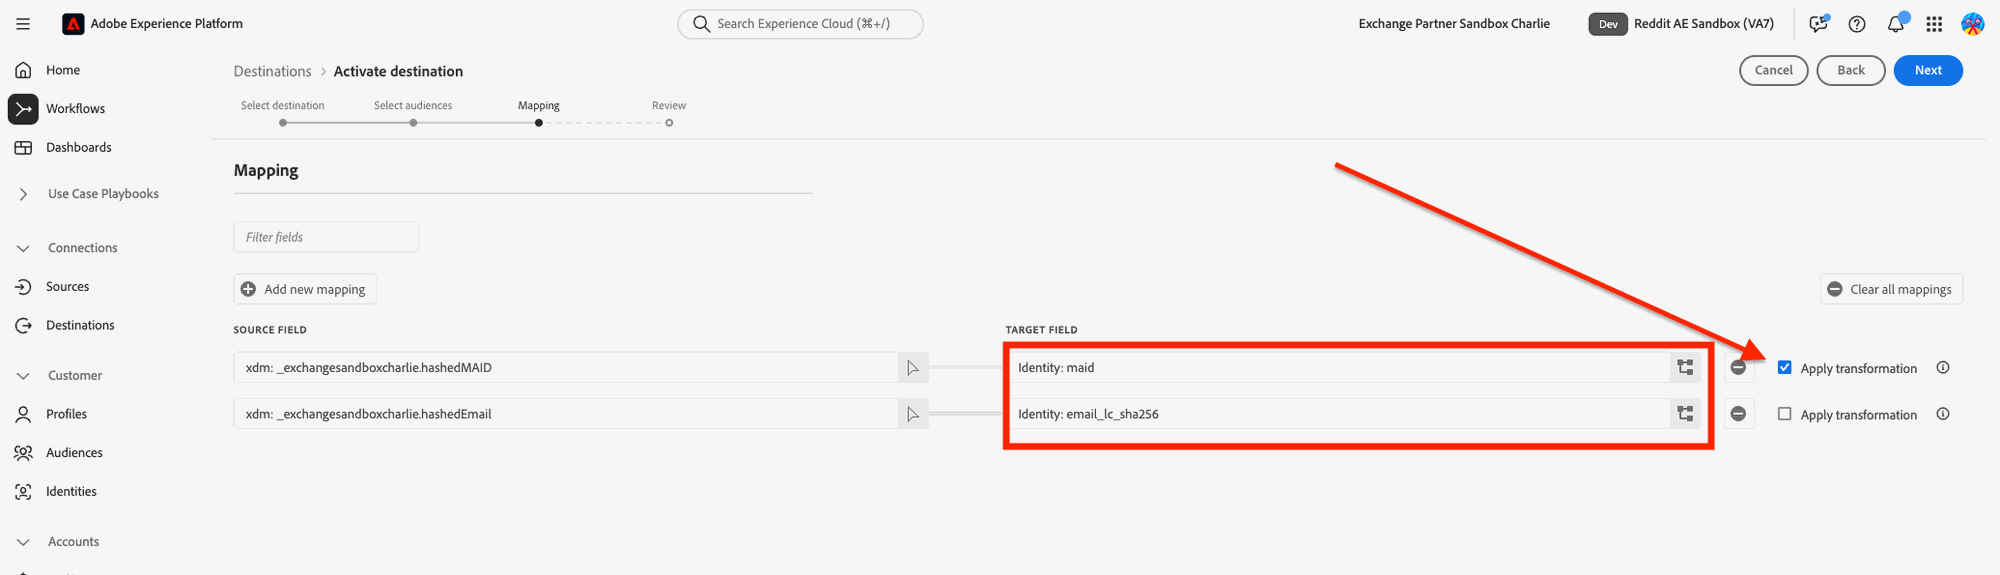 Adobe Experience Platform
Search Experience Cloud (⌘+/)
Exchange Partner Sandbox Charlie
Dev
Reddit AE Sandbox (VA7)
Home
Workflows
Dashboards
Use Case Playbooks
Connections
Sources
Destinations
Customer
Profiles
Audiences
Identities
Accounts
Destinations > Activate destination
Cancel
Back
Next
Select destination
Select audiences
Mapping
Review
Mapping
Filter fields
Add new mapping
Clear all mappings
SOURCE FIELD
TARGET FIELD
xdm: _exchangesandboxcharlie.hashedMAID
Identity: maid
Apply transformation
xdm: _exchangesandboxcharlie.hashedEmail
Identity: email_lc_sha256
Apply transformation